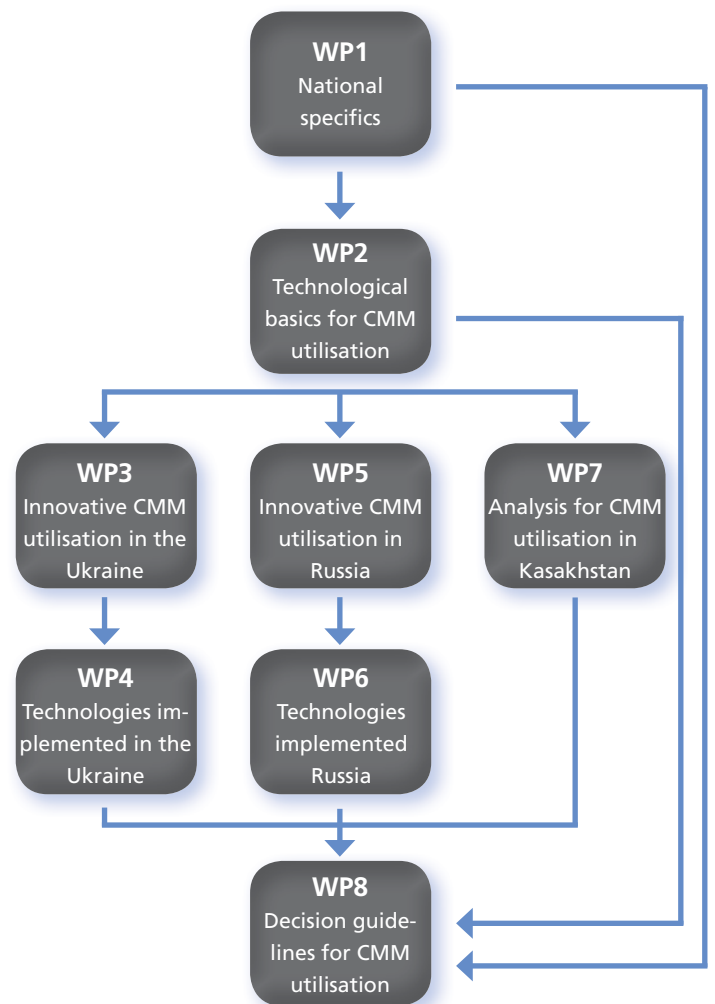 WP1
National
specifics
WP2
Technological
basics for CMM
utilisation
WP3
Innovative CMM
utilisation in the
Ukraine
WP5
Innovative CMM
utilisation in
Russia
WP7
Analysis for CMM
utilisation in
Kasakhstan
WP4
Technologies im-
plemented in the
Ukraine
WP6
Technologies
implemented
Russia
WP8
Decision guide-
lines for CMM
utilisation